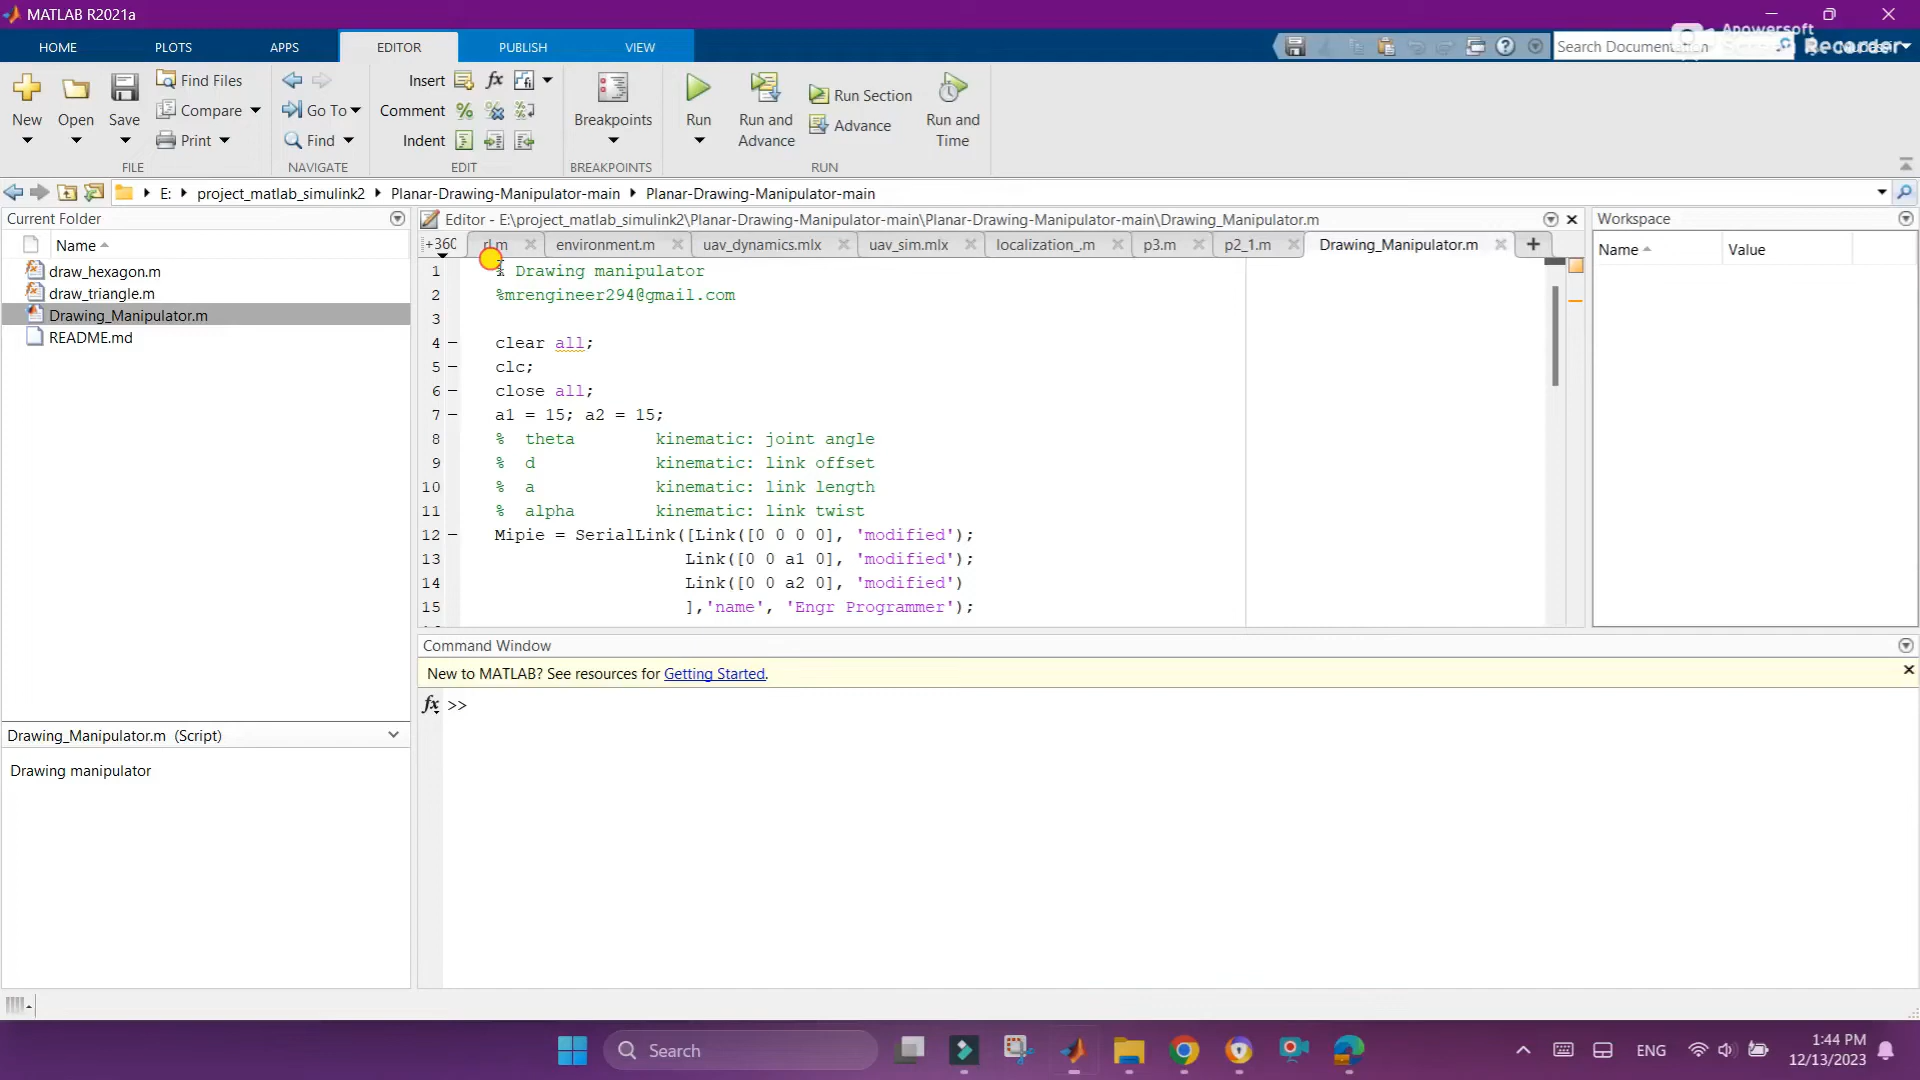 MATLAB R2021a
HOME PLOTS APPS EDITOR PUBLISH VIEW
Search Documentation
Apowersoft
Screen Recorder
New Open Save
Find Files
Compare
Print
FILE
Go To
Find
NAVIGATE
Insert
Comment
Indent
EDIT
Breakpoints
BREAKPOINTS
Run
Run and Advance
Run Section
Advance
Run and Time
RUN
E: project_matlab_simulink2 Planar-Drawing-Manipulator-main Planar-Drawing-Manipulator-main
Current Folder
Name
draw_hexagon.m
draw_triangle.m
Drawing_Manipulator.m
README.md
Drawing_Manipulator.m (Script)
Drawing manipulator
Editor - E:\project_matlab_simulink2\Planar-Drawing-Manipulator-main\Planar-Drawing-Manipulator-main\Drawing_Manipulator.m
+360 rl.m environment.m uav_dynamics.mlx uav_sim.mlx localization_.m p3.m p2_1.m Drawing_Manipulator.m
1 % Drawing manipulator
2 %mrengineer294@gmail.com
3
4 clear all;
5 clc;
6 close all;
7 a1 = 15; a2 = 15;
8 % theta kinematic: joint angle
9 % d kinematic: link offset
10 % a kinematic: link length
11 % alpha kinematic: link twist
12 Mipie = SerialLink([Link([0 0 0 0], 'modified');
13 Link([0 0 a1 0], 'modified');
14 Link([0 0 a2 0], 'modified')
15 ],'name', 'Engr Programmer');
Workspace
Name Value
Command Window
New to MATLAB? See resources for Getting Started.
fx >>
Search
ENG
1:44 PM
12/13/2023